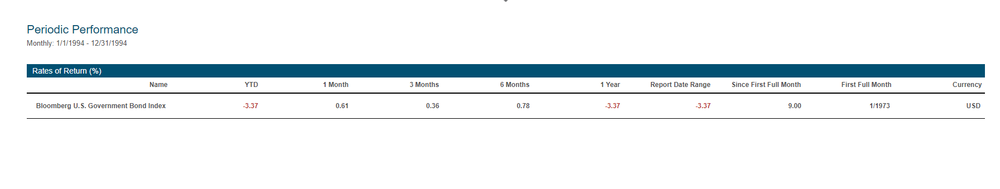 Periodic Performance
Monthly: 1/1/1994 - 12/31/1994
Rates of Return (%)
Name YTD 1 Month 3 Months 6 Months 1 Year Report Date Range Since First Full Month First Full Month Currency
Bloomberg U.S. Government Bond Index -3.37 0.61 0.36 0.78 -3.37 -3.37 9.00 1/1973 USD